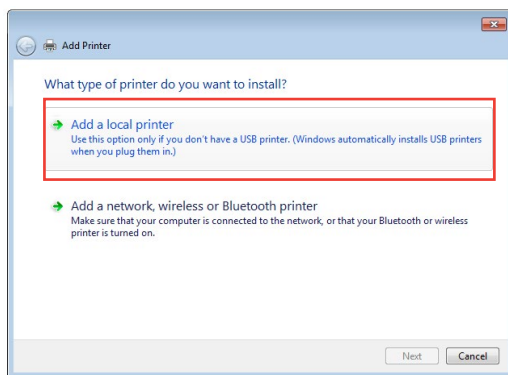 Add Printer
What type of printer do you want to install?
Add a local printer
Use this option only if you don't have a USB printer. (Windows automatically installs USB printers
when you plug them in.)
Add a network, wireless or Bluetooth printer
Make sure that your computer is connected to the network, or that your Bluetooth or wireless
printer is turned on.
Next Cancel